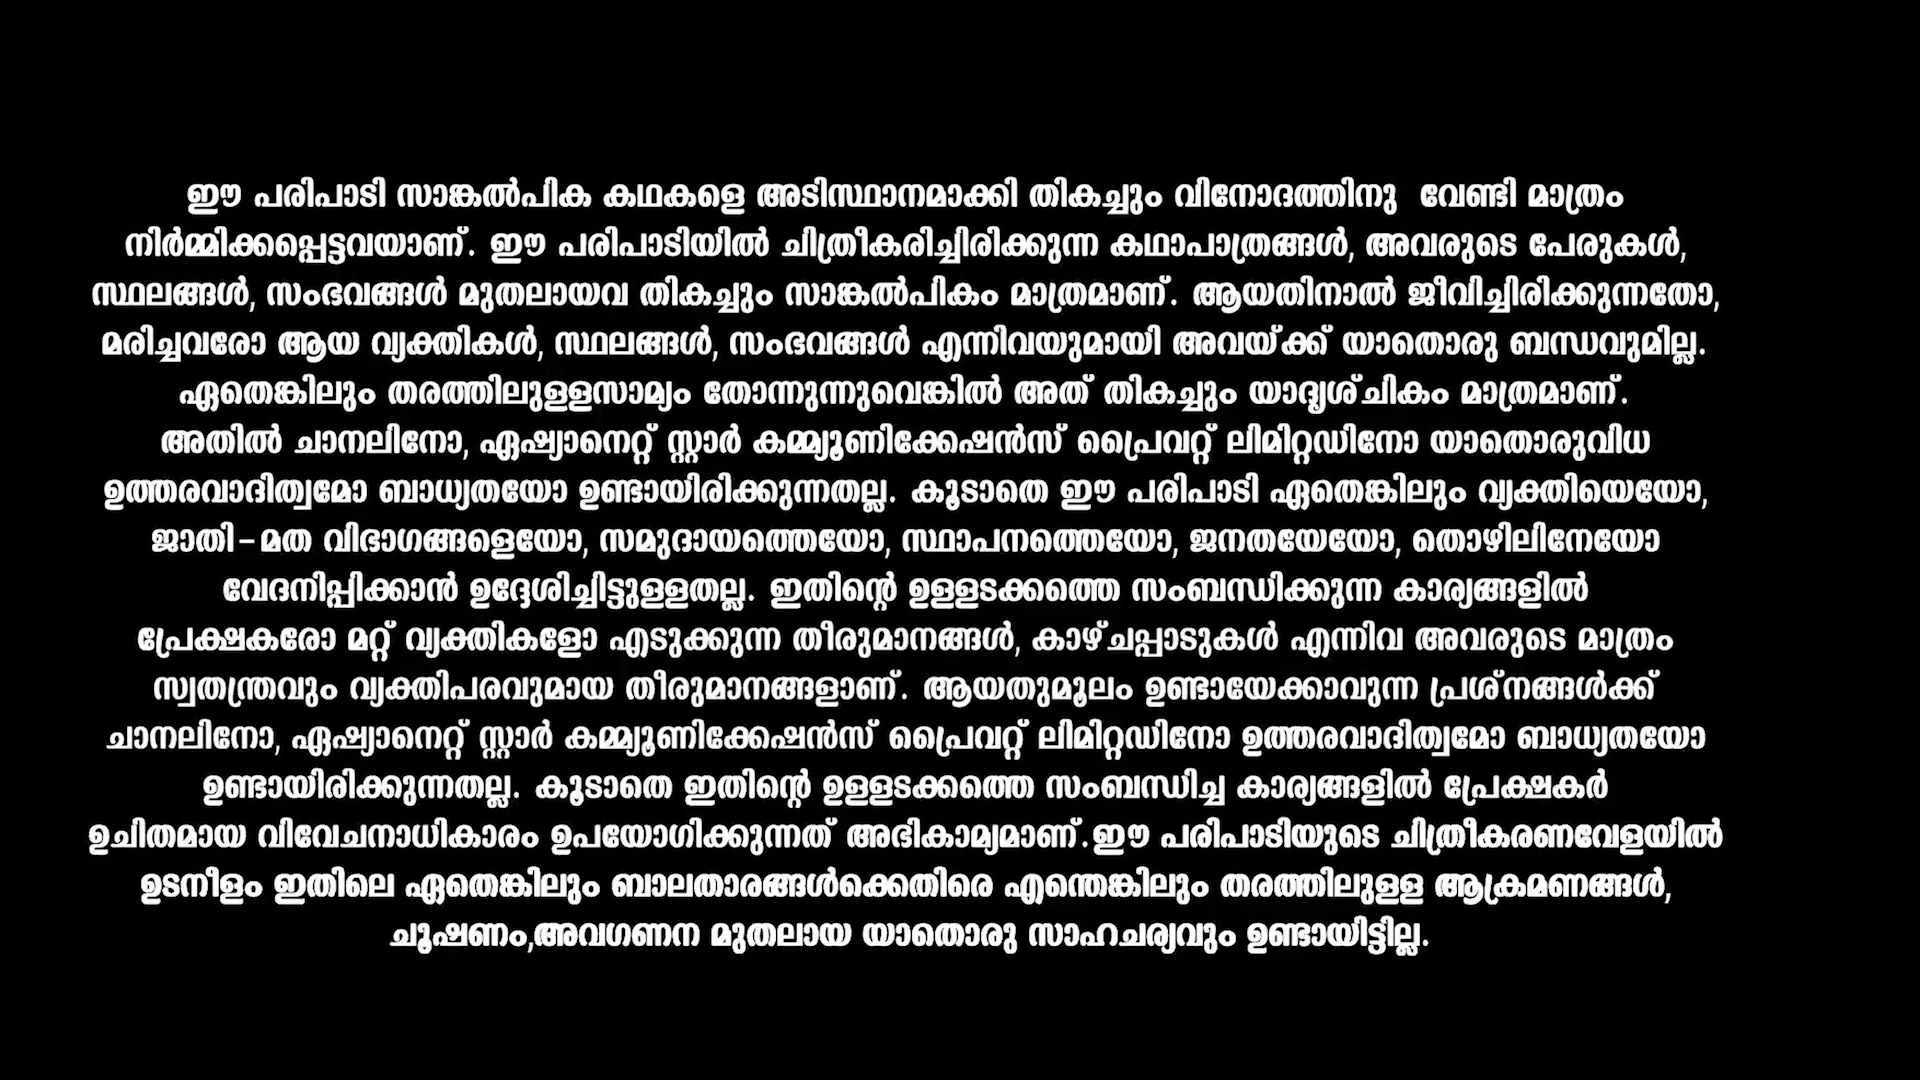 ഈ പരിപാടി സാങ്കൽപിക കഥകളെ അടിസ്ഥാനമാക്കി തികച്ചും വിനോദത്തിനു വേണ്ടി മാത്രം
നിർമ്മിക്കപ്പെട്ടവയാണ്. ഈ പരിപാടിയിൽ ചിത്രീകരിച്ചിരിക്കുന്ന കഥാപാത്രങ്ങൾ, അവരുടെ പേരുകൾ,
സ്ഥലങ്ങൾ, സംഭവങ്ങൾ മുതലായവ തികച്ചും സാങ്കൽപികം മാത്രമാണ്. ആയതിനാൽ ജീവിച്ചിരിക്കുന്നതോ,
മരിച്ചവരോ ആയ വ്യക്തികൾ, സ്ഥലങ്ങൾ, സംഭവങ്ങൾ എന്നിവയുമായി അവയ്ക്ക് യാതൊരു ബന്ധവുമില്ല.
ഏതെങ്കിലും തരത്തിലുള്ളസാമ്യം തോന്നുന്നുവെങ്കിൽ അത് തികച്ചും യാദൃശ്ചികം മാത്രമാണ്.
അതിൽ ചാനലിനോ, ഏഷ്യാനെറ്റ് സ്റ്റാർ കമ്മ്യൂണിക്കേഷൻസ് പ്രൈവറ്റ് ലിമിറ്റഡിനോ യാതൊരുവിധ
ഉത്തരവാദിത്വമോ ബാധ്യതയോ ഉണ്ടായിരിക്കുന്നതല്ല. കൂടാതെ ഈ പരിപാടി ഏതെങ്കിലും വ്യക്തിയെയോ,
ജാതി-മത വിഭാഗങ്ങളെയോ, സമുദായത്തെയോ, സ്ഥാപനത്തെയോ, ജനതയേയോ, തൊഴിലിനേയോ
വേദനിപ്പിക്കാൻ ഉദ്ദേശിച്ചിട്ടുള്ളതല്ല. ഇതിന്റെ ഉള്ളടക്കത്തെ സംബന്ധിക്കുന്ന കാര്യങ്ങളിൽ
പ്രേക്ഷകരോ മറ്റ് വ്യക്തികളോ എടുക്കുന്ന തീരുമാനങ്ങൾ, കാഴ്ചപ്പാടുകൾ എന്നിവ അവരുടെ മാത്രം
സ്വതന്ത്രവും വ്യക്തിപരവുമായ തീരുമാനങ്ങളാണ്. ആയതുമൂലം ഉണ്ടായേക്കാവുന്ന പ്രശ്നങ്ങൾക്ക്
ചാനലിനോ, ഏഷ്യാനെറ്റ് സ്റ്റാർ കമ്മ്യൂണിക്കേഷൻസ് പ്രൈവറ്റ് ലിമിറ്റഡിനോ ഉത്തരവാദിത്വമോ ബാധ്യതയോ
ഉണ്ടായിരിക്കുന്നതല്ല. കൂടാതെ ഇതിന്റെ ഉള്ളടക്കത്തെ സംബന്ധിച്ച കാര്യങ്ങളിൽ പ്രേക്ഷകർ
ഉചിതമായ വിവേചനാധികാരം ഉപയോഗിക്കുന്നത് അഭികാമ്യമാണ്.ഈ പരിപാടിയുടെ ചിത്രീകരണവേളയിൽ
ഉടനീളം ഇതിലെ ഏതെങ്കിലും ബാലതാരങ്ങൾക്കെതിരെ എന്തെങ്കിലും തരത്തിലുള്ള ആക്രമണങ്ങൾ,
ചൂഷണം,അവഗണന മുതലായ യാതൊരു സാഹചര്യവും ഉണ്ടായിട്ടില്ല.